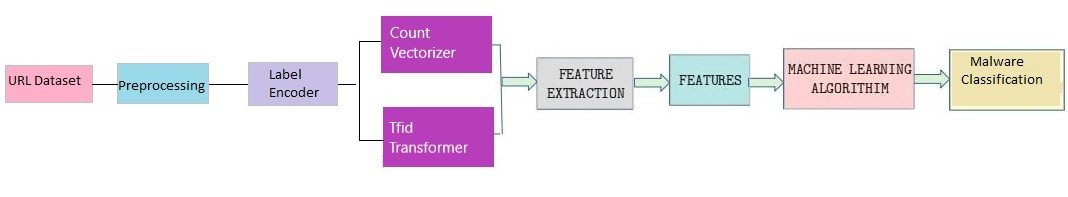 URL Dataset
Preprocessing
Label
Encoder
Count
Vectorizer
Tfid
Transformer
FEATURE
EXTRACTION
FEATURES
MACHINE LEARNING
ALGORITHIM
Malware
Classification